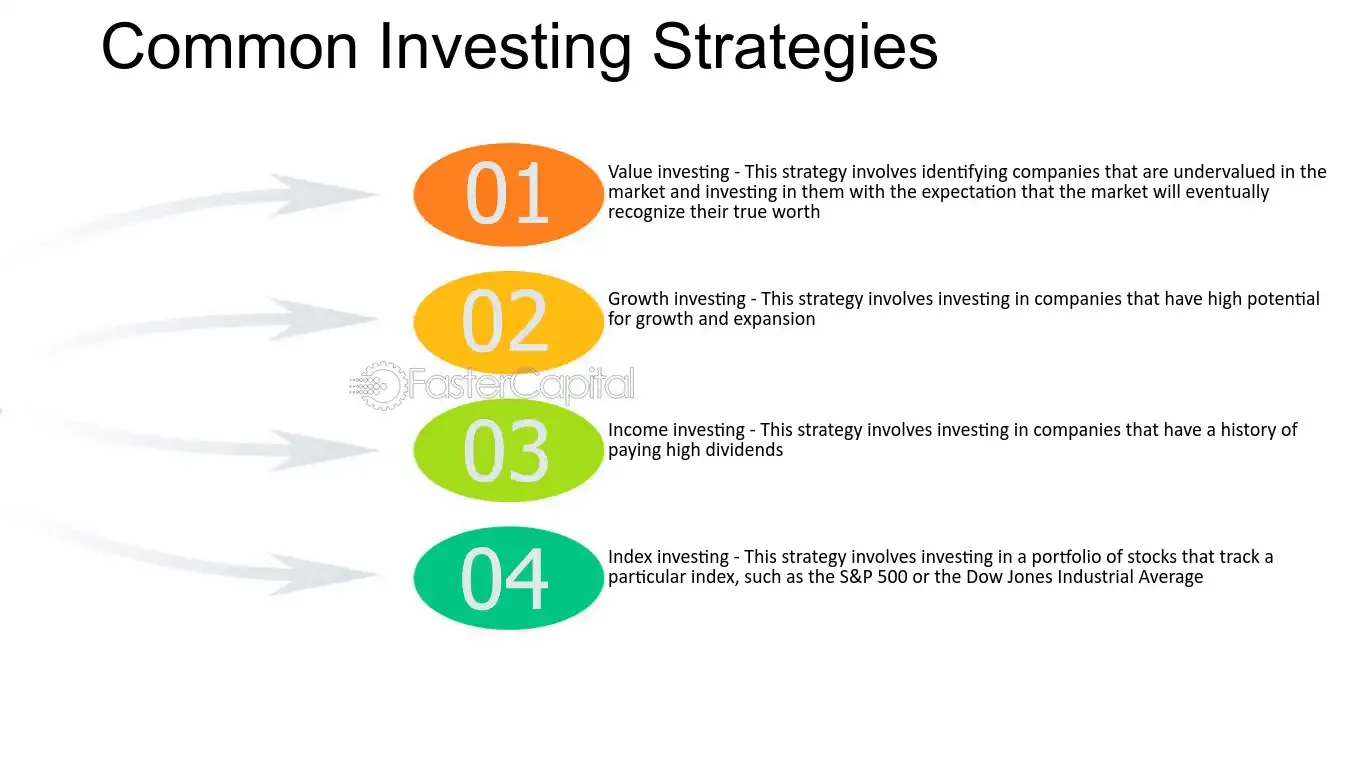 Common Investing Strategies
01
Value investing - This strategy involves identifying companies that are undervalued in the
market and investing in them with the expectation that the market will eventually
recognize their true worth
02
Growth investing - This strategy involves investing in companies that have high potential
for growth and expansion
FasterCapital
03
Income investing - This strategy involves investing in companies that have a history of
paying high dividends
04
Index investing - This strategy involves investing in a portfolio of stocks that track a
particular index, such as the S&P 500 or the Dow Jones Industrial Average